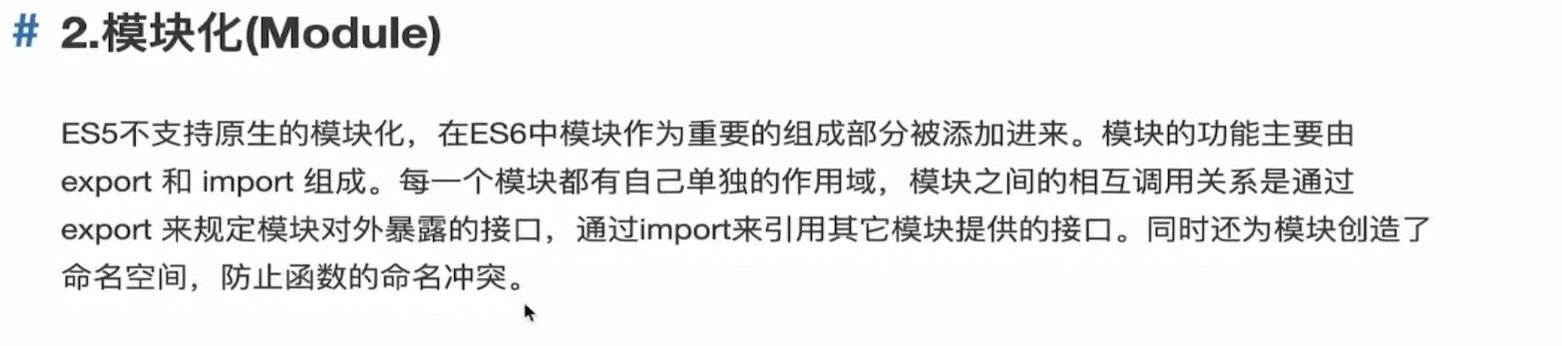 # 2.模块化(Module)
ES5不支持原生的模块化，在ES6中模块作为重要的组成部分被添加进来。模块的功能主要由
export 和 import 组成。每一个模块都有自己单独的作用域，模块之间的相互调用关系是通过
export 来规定模块对外暴露的接口，通过import来引用其它模块提供的接口。同时还为模块创造了
命名空间，防止函数的命名冲突。